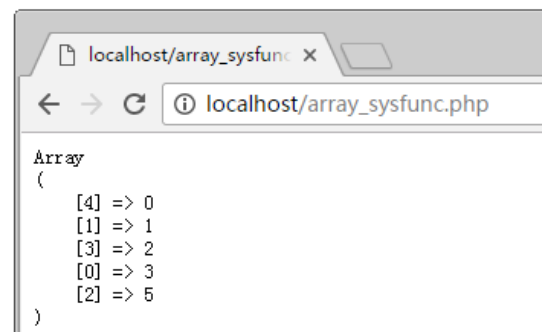 localhost/array_sysfunc
localhost/array_sysfunc.php
Array
(
[4] => 0
[1] => 1
[3] => 2
[0] => 3
[2] => 5
)